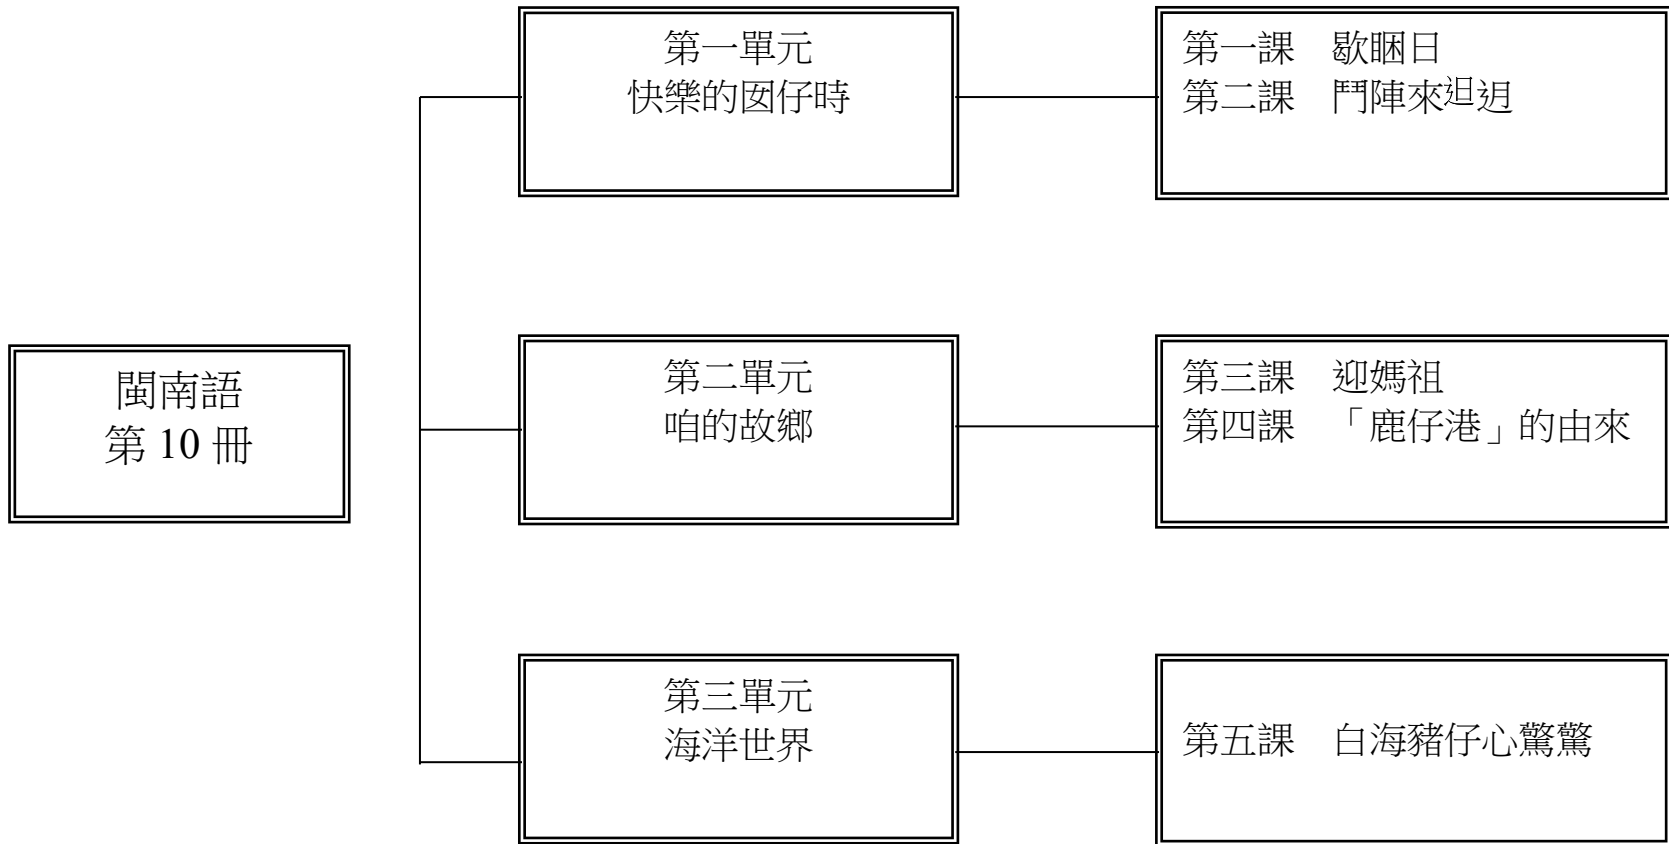 閩南語
第 10 冊
第一單元
快樂的囡仔時
第一課　歇睏日
第二課　鬥陣來𨑨迌
第二單元
咱的故鄉
第三課　迎媽祖
第四課　「鹿仔港」的由來
第三單元
海洋世界
第五課　白海豬仔心驚驚